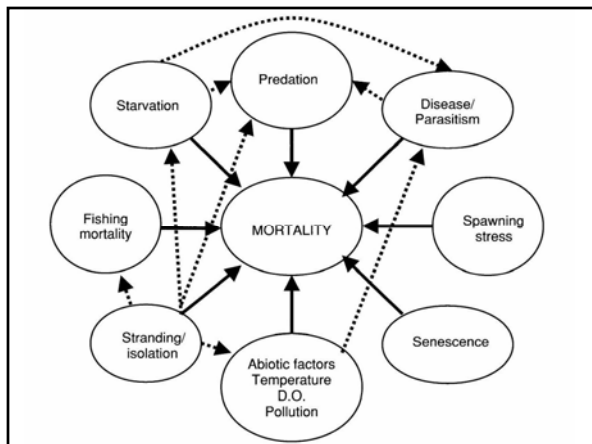 Starvation
Predation
Disease/
Parasitism
Fishing
mortality
MORTALITY
Spawning
stress
Stranding/
isolation
Abiotic factors
Temperature
D.O.
Pollution
Senescence